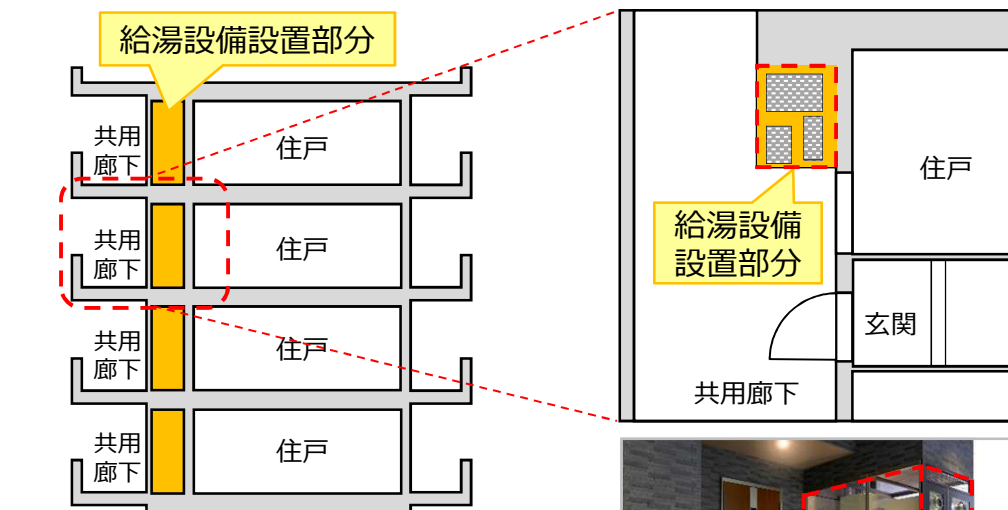 給湯設備設置部分
共用
廊下
住戸
共用
廊下
住戸
共用
廊下
住戸
共用
廊下
住戸
住戸
給湯設備
設置部分
玄関
共用廊下